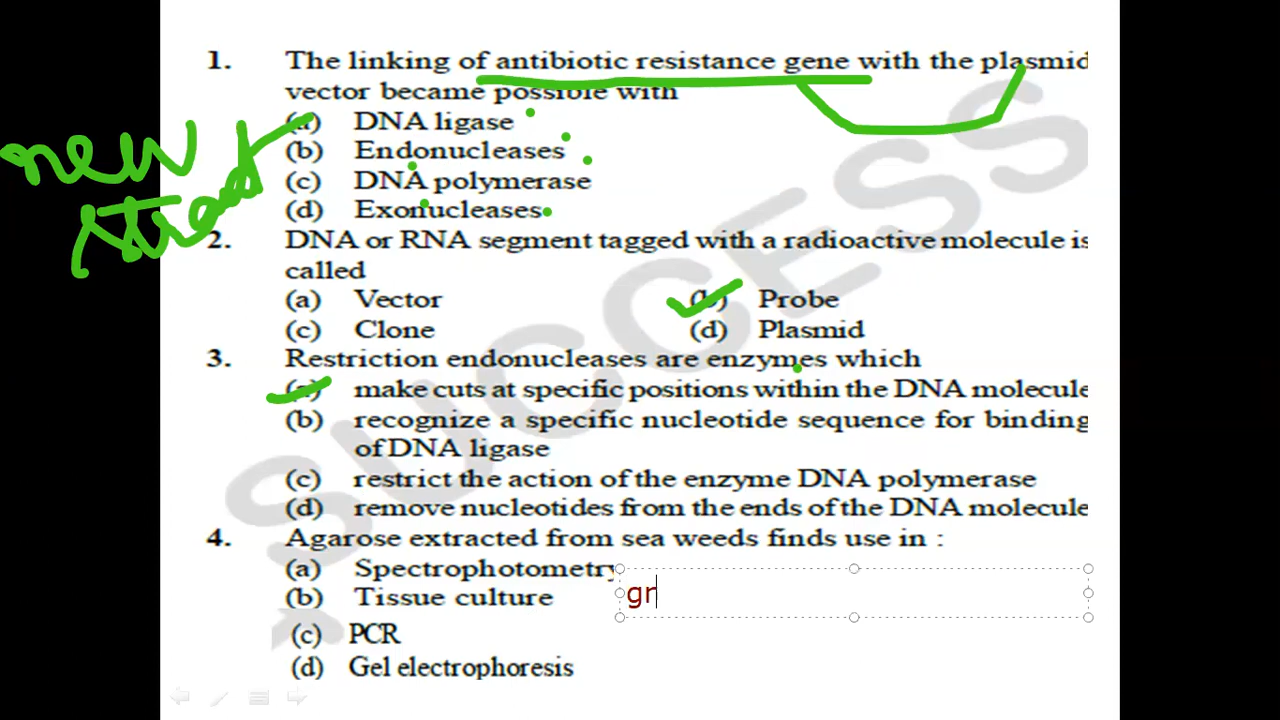 1. The linking of antibiotic resistance gene with the plasmid
vector became possible with
(a) DNA ligase
(b) Endonucleases
(c) DNA polymerase
(d) Exonucleases
new
strand
2. DNA or RNA segment tagged with a radioactive molecule is
called
(a) Vector (b) Probe
(c) Clone (d) Plasmid
3. Restriction endonucleases are enzymes which
(a) make cuts at specific positions within the DNA molecule
(b) recognize a specific nucleotide sequence for binding
of DNA ligase
(c) restrict the action of the enzyme DNA polymerase
(d) remove nucleotides from the ends of the DNA molecule
4. Agarose extracted from sea weeds finds use in :
(a) Spectrophotometry
gr
(b) Tissue culture
(c) PCR
(d) Gel electrophoresis
SUCCESS